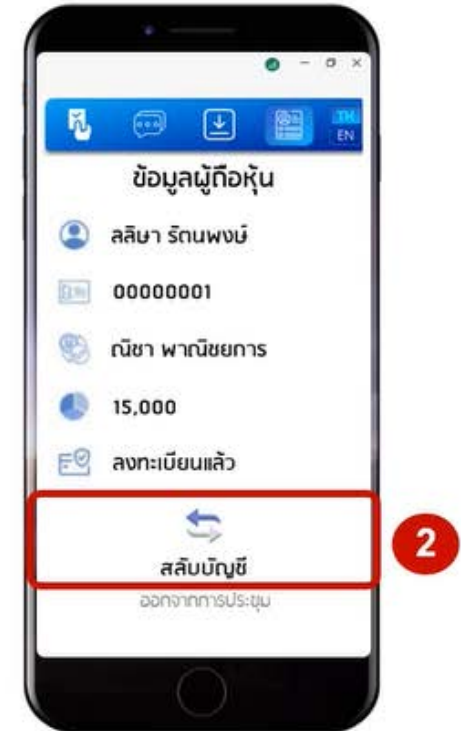 TH
EN
ข้อมูลผู้ถือหุ้น
ลลิษา รัตนพงษ์
00000001
ณิชา พาณิชยการ
15,000
ลงทะเบียนแล้ว
สลับบัญชี
2
ออกจากการประชุม